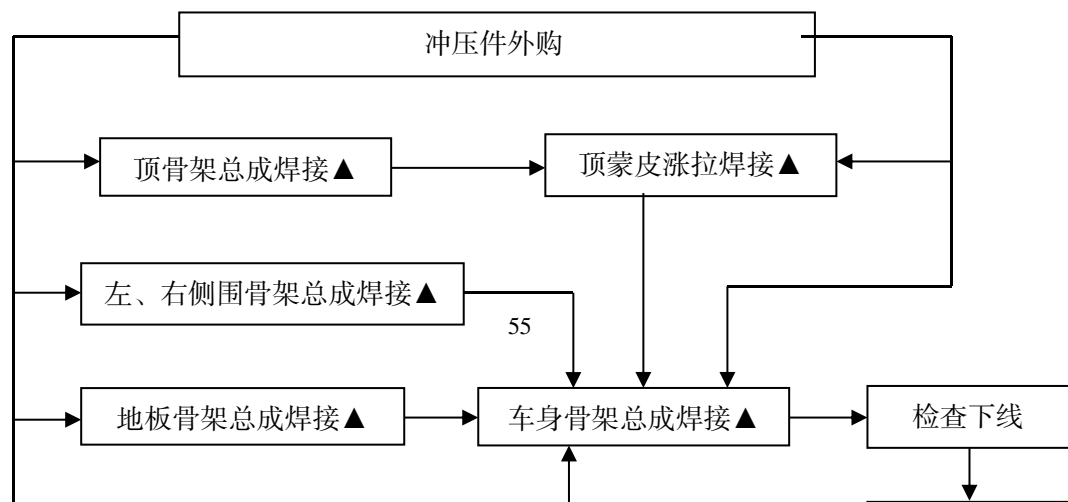 冲压件外购
顶骨架总成焊接▲
顶蒙皮涨拉焊接▲
左、右侧围骨架总成焊接▲
55
地板骨架总成焊接▲
车身骨架总成焊接▲
检查下线